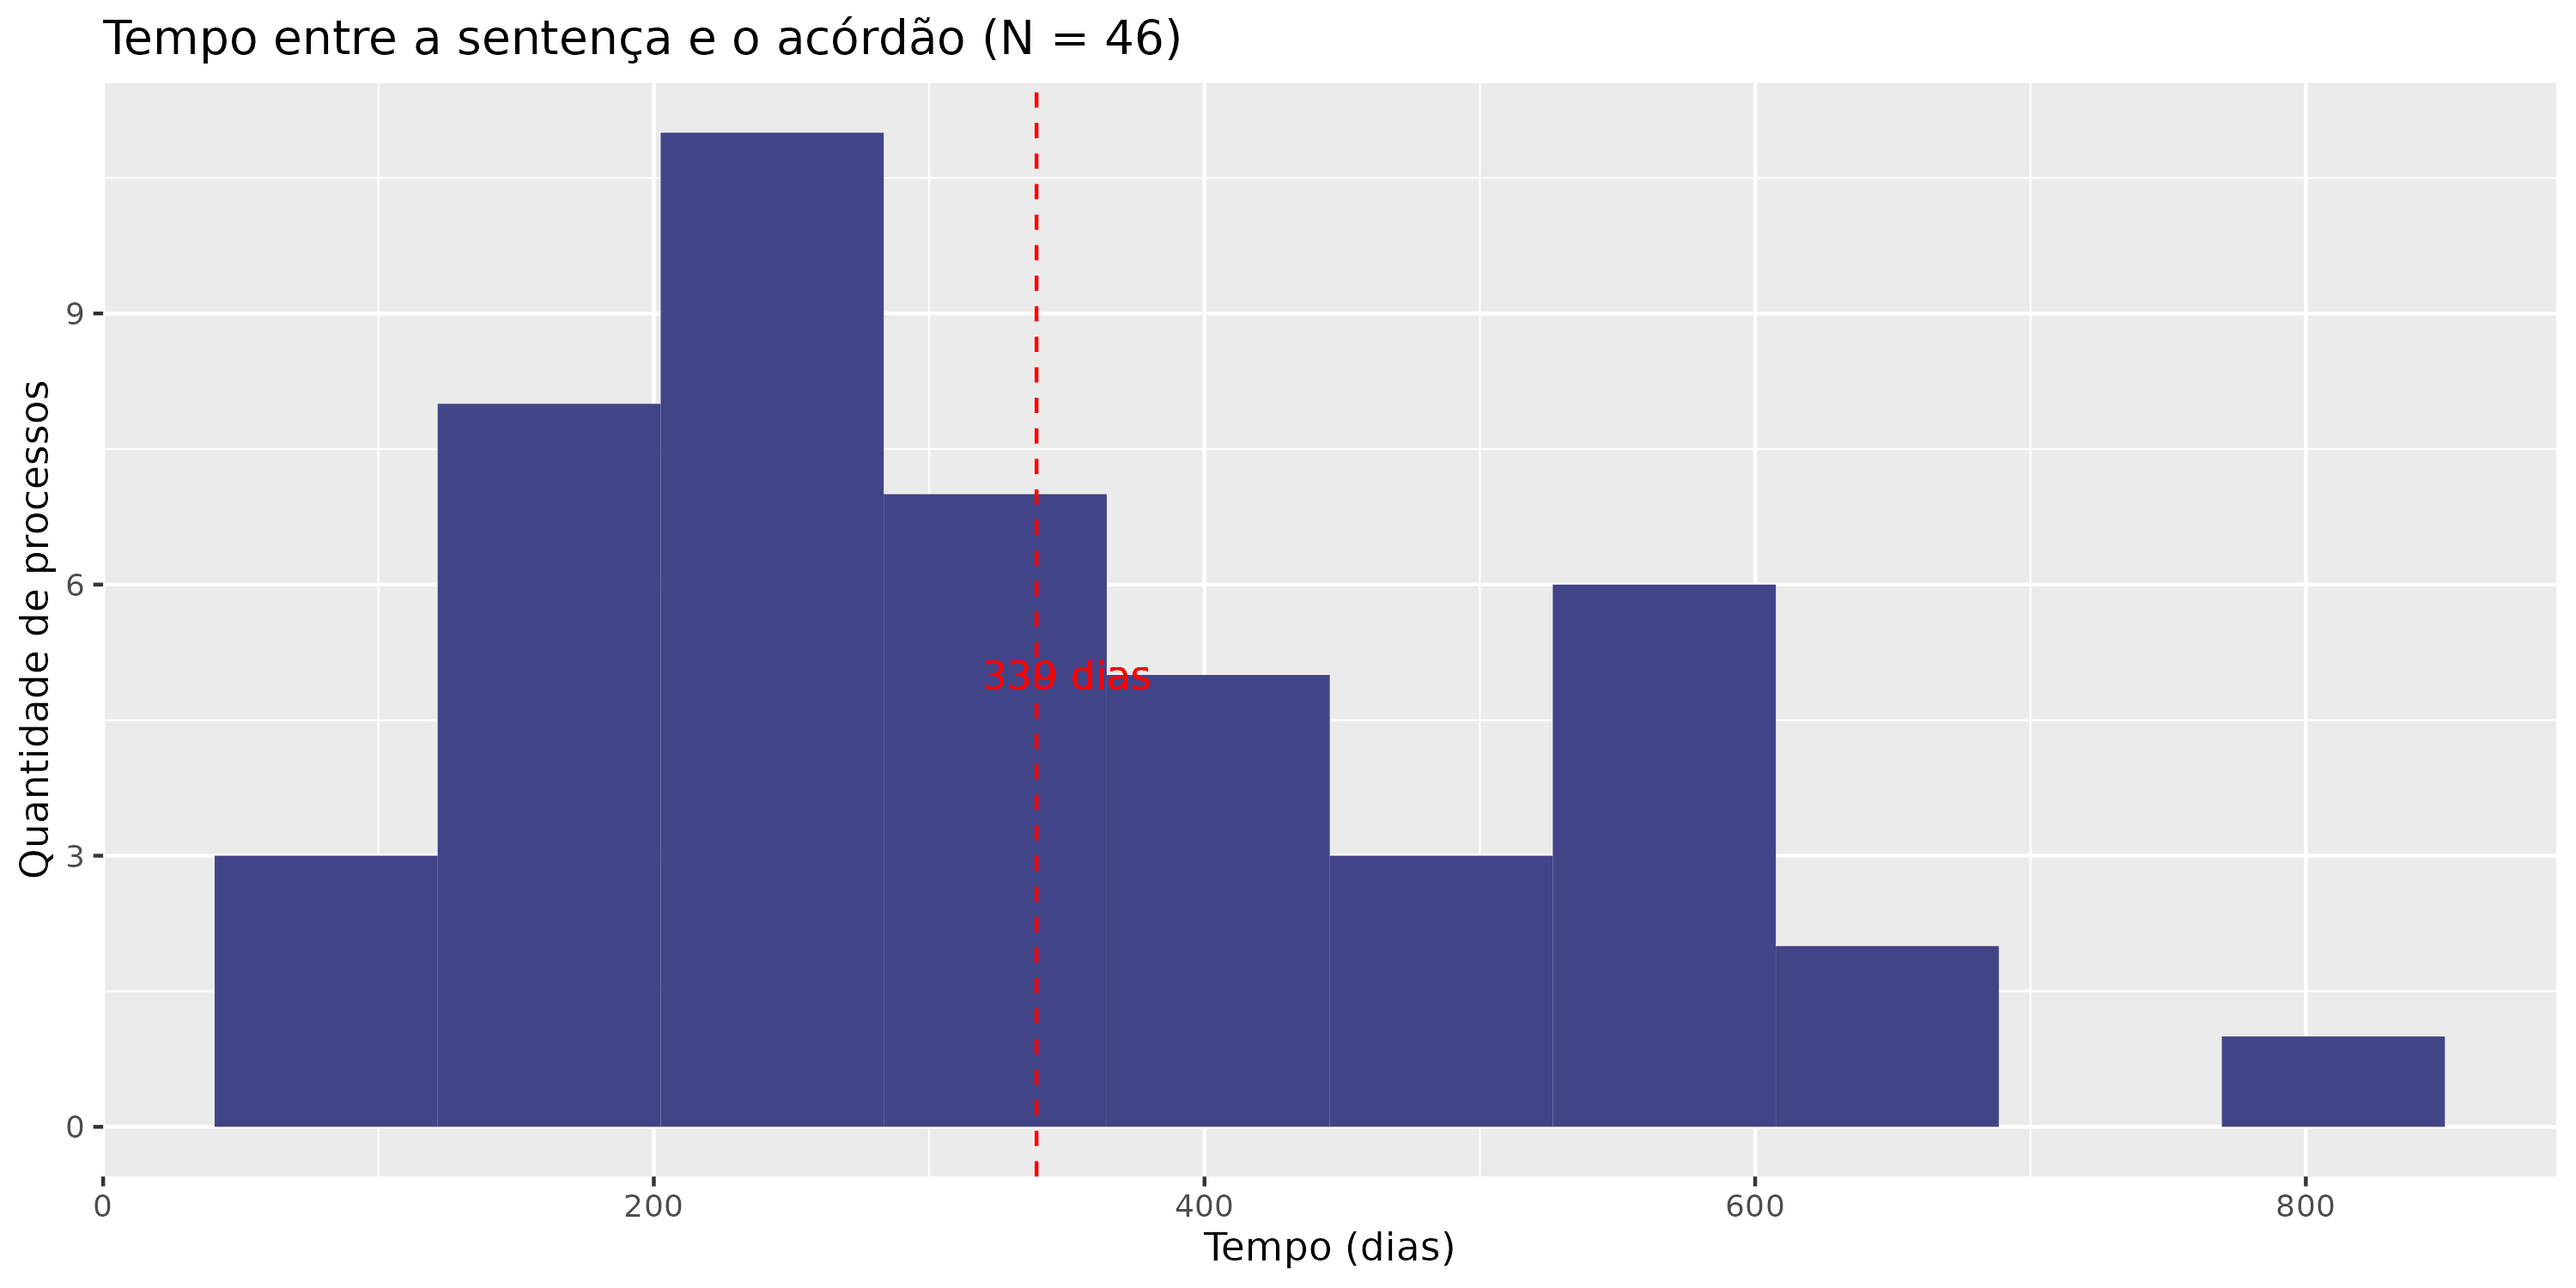 Tempo entre a sentença e o acórdão (N = 46)
Quantidade de processos
9
6
3
0
339 dias
0
200
400
600
800
Tempo (dias)